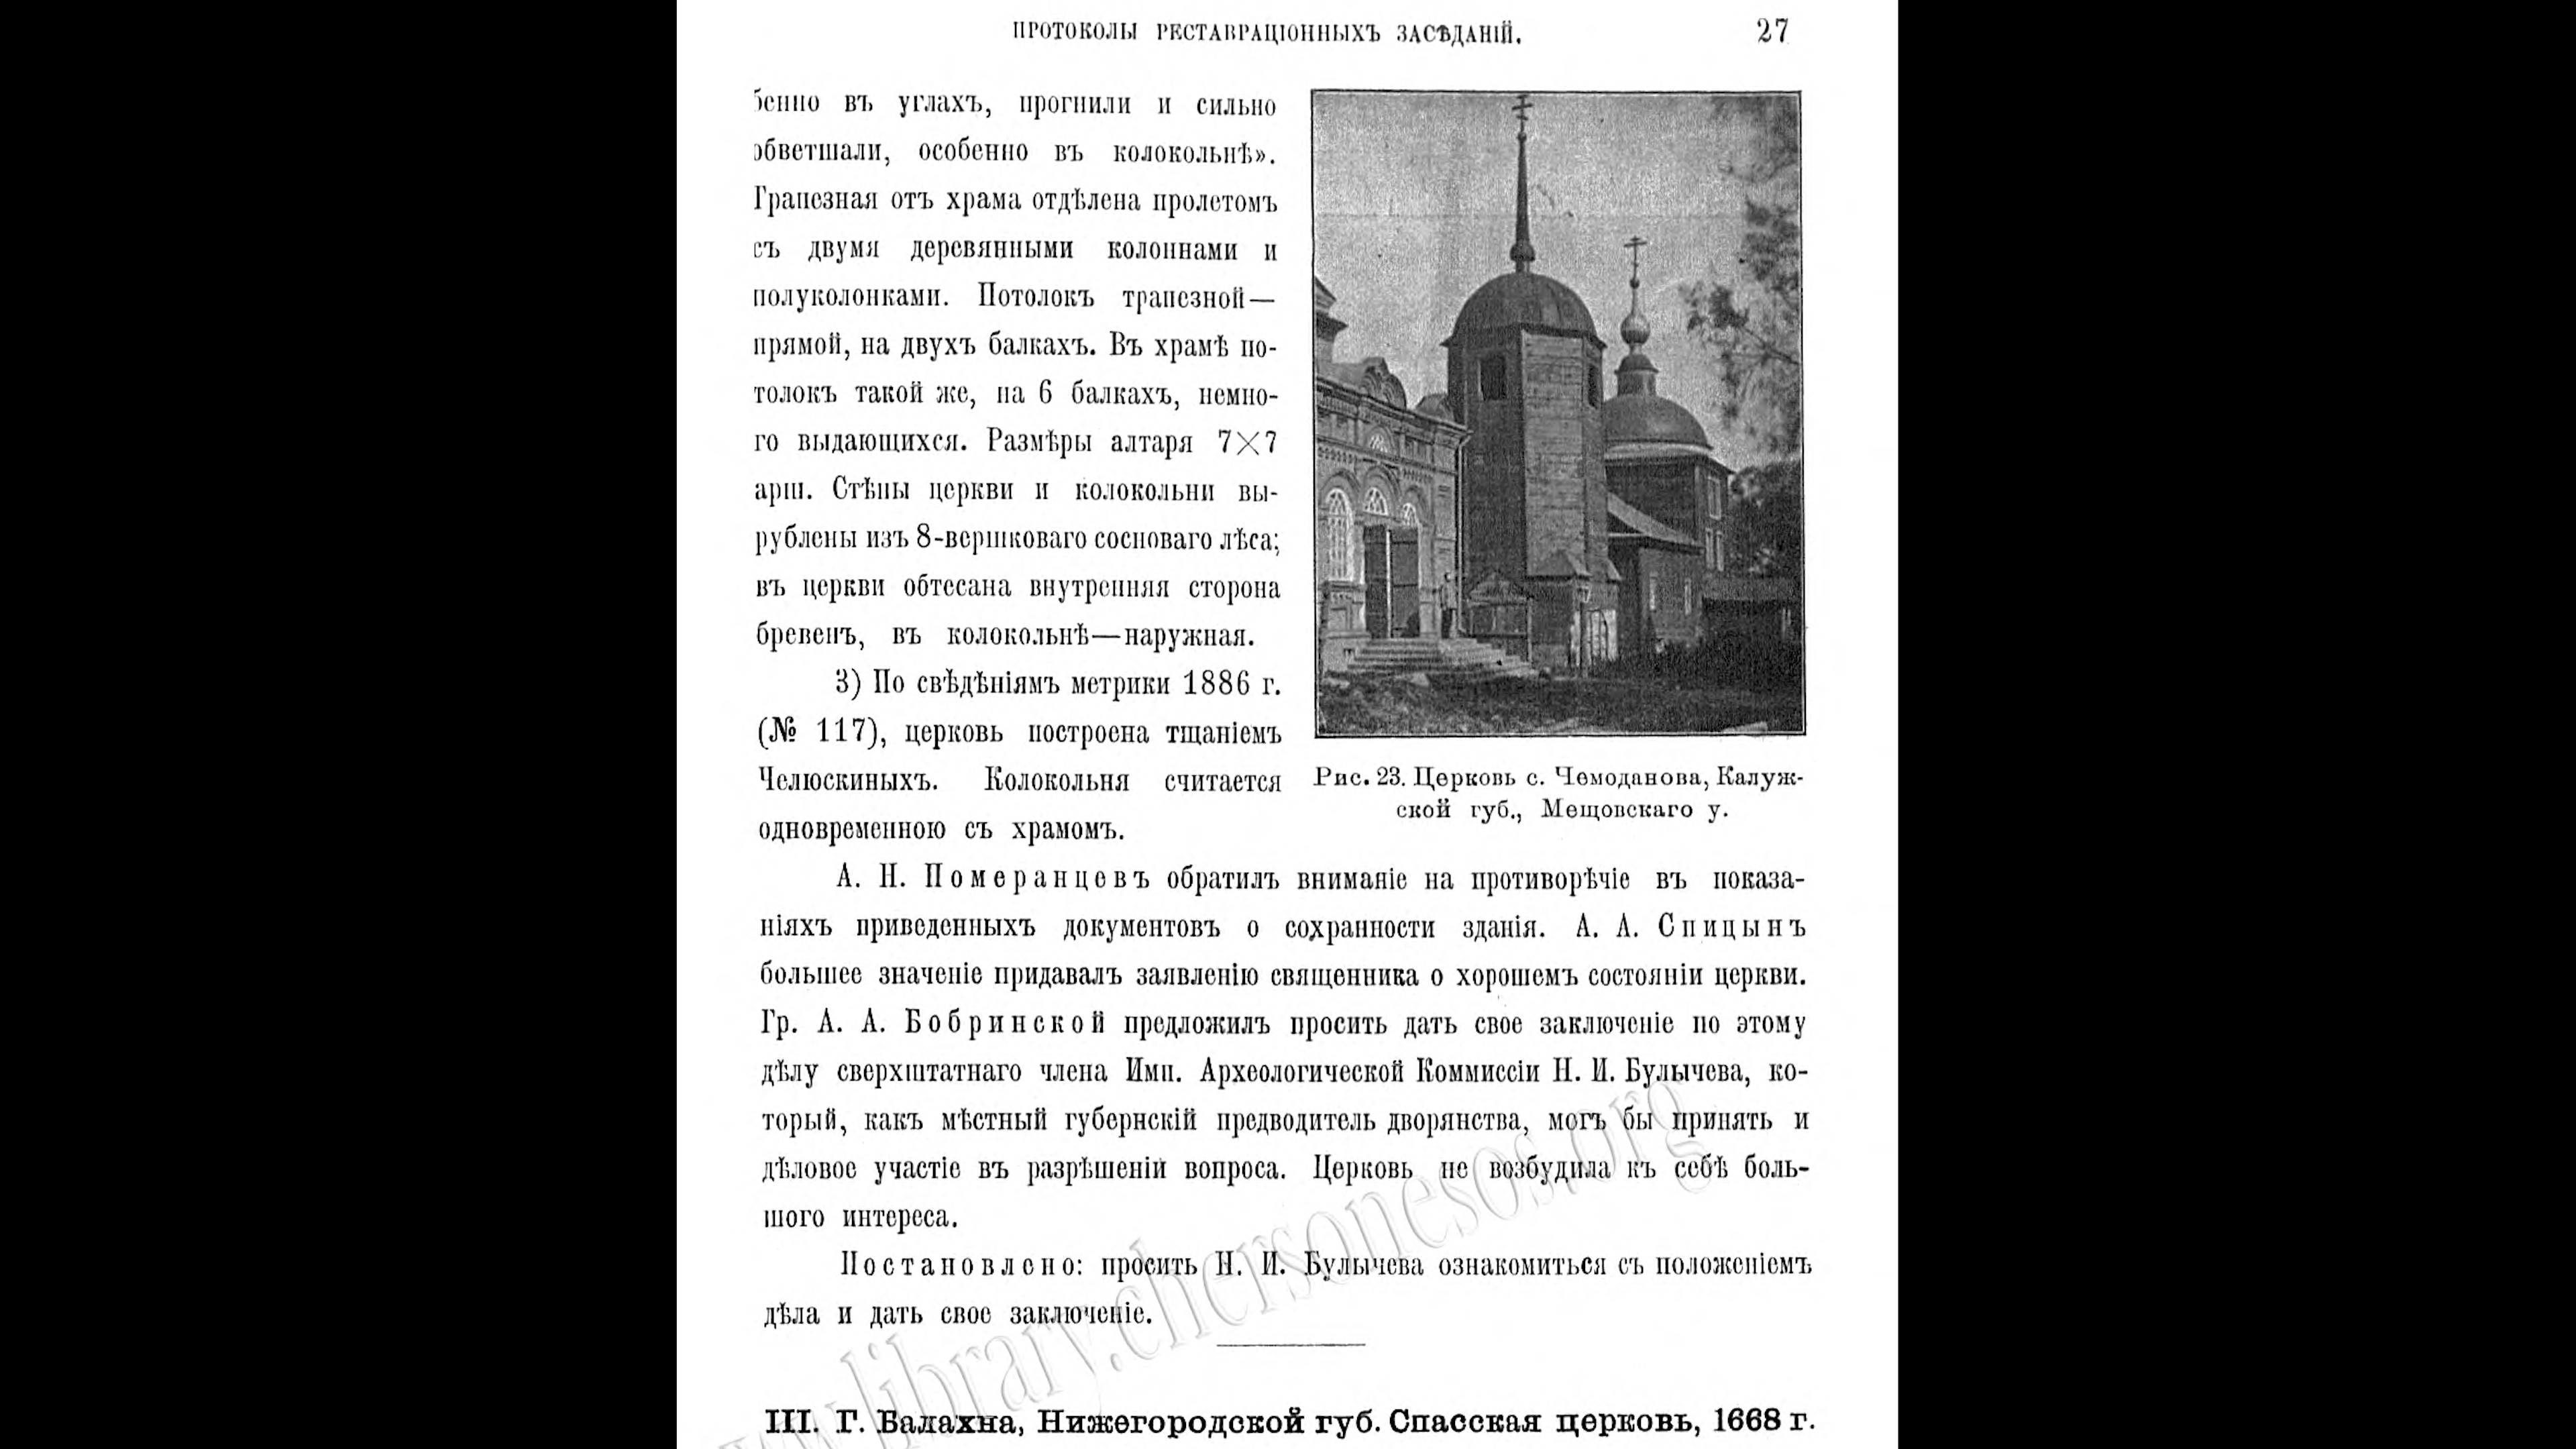 ПРОТОКОЛЫ РЕСТАВРАЦІОННЫХЪ ЗАСѢДАНІЙ. 27
бенно въ углахъ, прогнили и сильно
обветшали, особенно въ колокольнѣ».
Трапезная отъ храма отдѣлена пролетомъ
съ двумя деревянными колоннами и
полуколонками. Потолокъ трапезной—
прямой, на двухъ балкахъ. Въ храмѣ по-
толокъ такой же, на 6 балкахъ, немно-
го выдающихся. Размѣры алтаря 7×7
арш. Стѣны церкви и колокольни вы-
рублены изъ 8-вершковаго сосноваго лѣса;
въ церкви обтесана внутренняя сторона
бревенъ, въ колокольнѣ—наружная.
3) По свѣдѣніямъ метрики 1886 г.
(№ 117), церковь построена тщаніемъ
Челюскиныхъ. Колокольня считается
одновременною съ храмомъ.
Рис. 23. Церковь с. Чемоданова, Калуж-
ской губ., Мещовскаго у.
А. Н. Померанцевъ обратилъ вниманіе на противорѣчіе въ показа-
ніяхъ приведенныхъ документовъ о сохранности зданія. А. А. Спицынъ
большее значеніе придавалъ заявленію священника о хорошемъ состояніи церкви.
Гр. А. А. Бобринской предложилъ просить дать свое заключеніе по этому
дѣлу сверхштатнаго члена Имп. Археологической Коммиссіи Н. И. Булычева, ко-
торый, какъ мѣстный губернскій предводитель дворянства, могъ бы принять и
дѣловое участіе въ разрѣшеніи вопроса. Церковь не возбудила къ себѣ боль-
шого интереса.
Постановлено: просить Н. И. Булычева ознакомиться съ положеніемъ
дѣла и дать свое заключеніе.
III. Г. Балахна, Нижегородской губ. Спасская церковь, 1668 г.
library.chersonesos.org